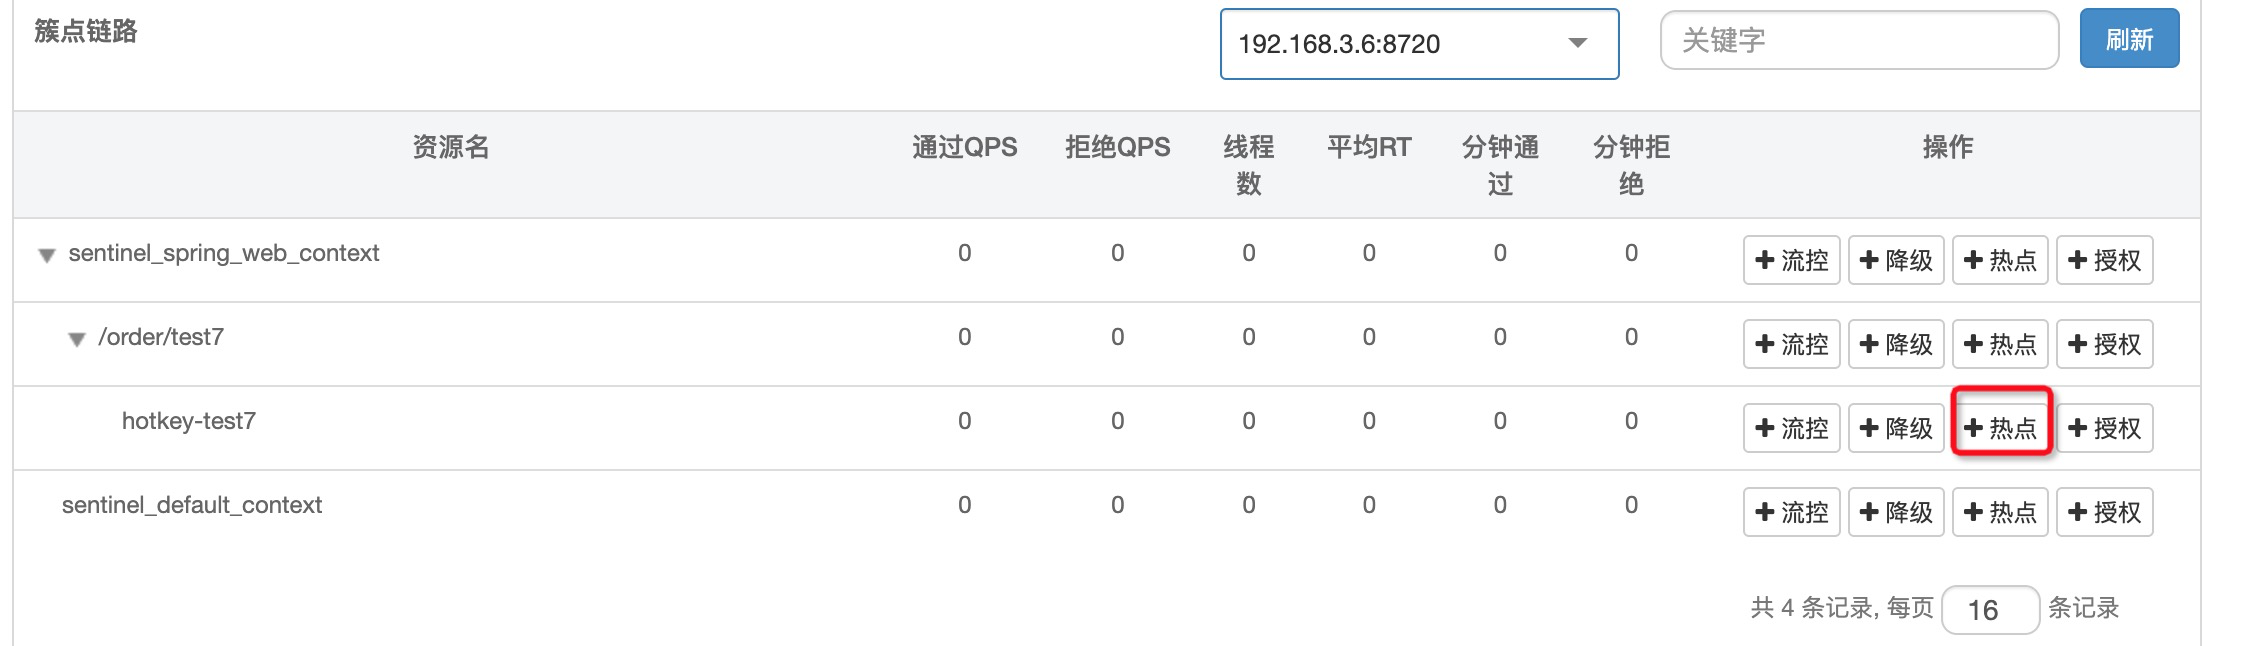 簇点链路 192.168.3.6:8720 关键字 刷新
资源名 通过QPS 拒绝QPS 线程数 平均RT 分钟通过 分钟拒绝 操作
sentinel_spring_web_context 0 0 0 0 0 0 流控 降级 热点 授权
/order/test7 0 0 0 0 0 0 流控 降级 热点 授权
hotkey-test7 0 0 0 0 0 0 流控 降级 热点 授权
sentinel_default_context 0 0 0 0 0 0 流控 降级 热点 授权
共 4 条记录, 每页 16 条记录